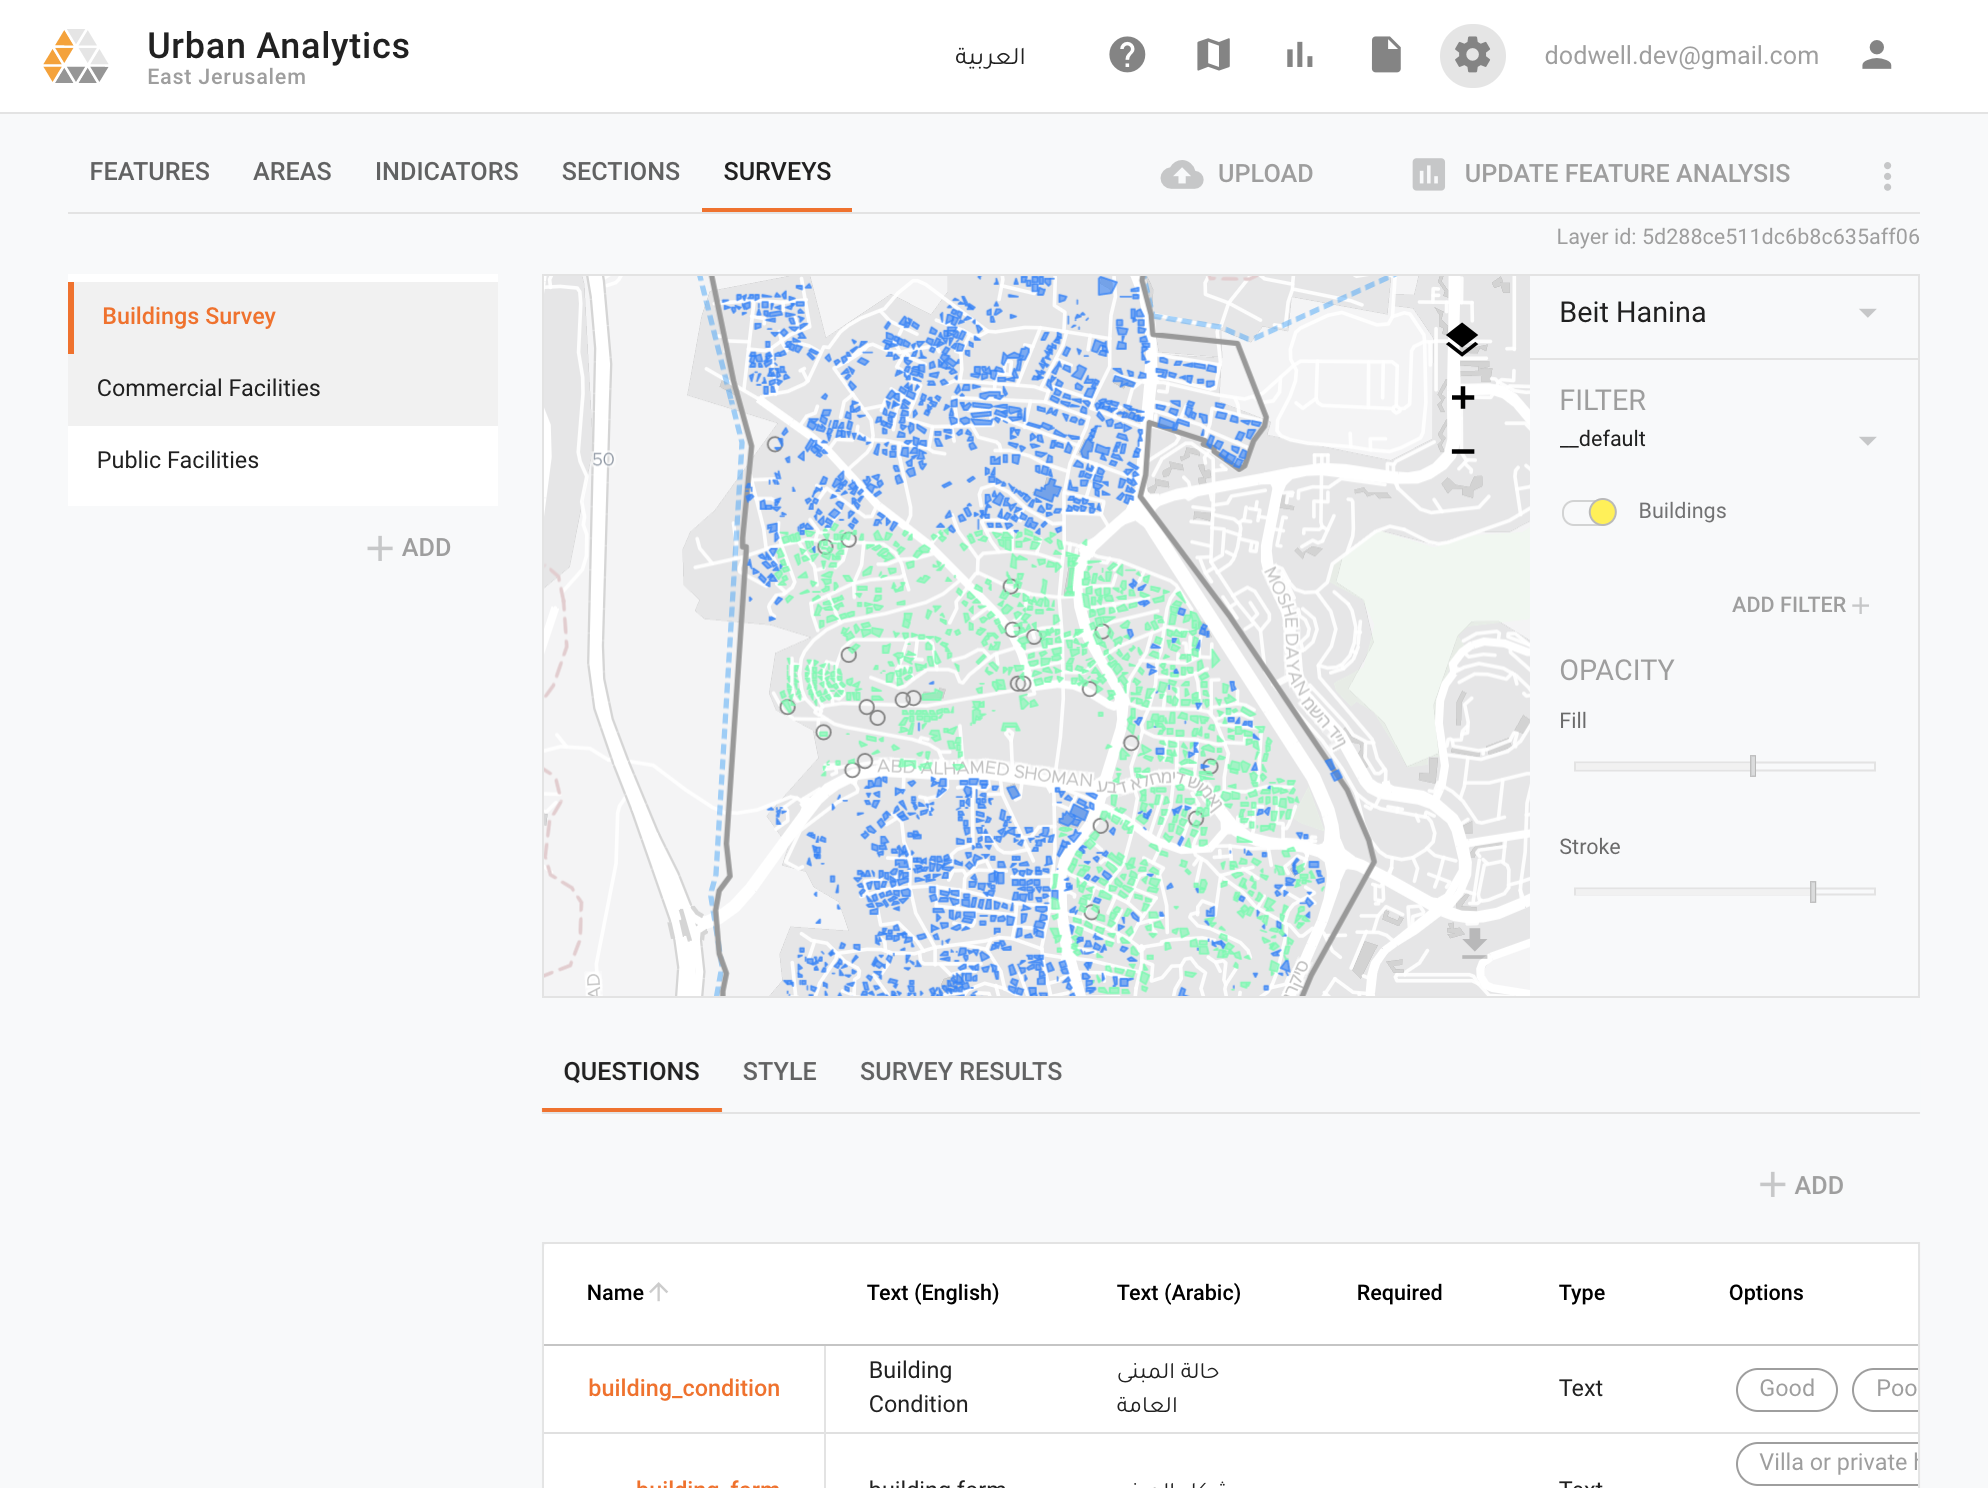 Urban Analytics
East Jerusalem
العربية
dodwell.dev@gmail.com
FEATURES
AREAS
INDICATORS
SECTIONS
SURVEYS
UPLOAD
UPDATE FEATURE ANALYSIS
Layer id: 5d288ce511dc6b8c635aff06
Buildings Survey
Commercial Facilities
Public Facilities
ADD
50
MOSHE DAYAN
ABD ALHAMED SHOMAN
AD
Beit Hanina
FILTER
__default
Buildings
ADD FILTER
OPACITY
Fill
Stroke
QUESTIONS
STYLE
SURVEY RESULTS
ADD
Name
Text (English)
Text (Arabic)
Required
Type
Options
building_condition
Building
Condition
حالة المبنى
العامة
Text
Good
Poo
building_form
building form
Text
Villa or private